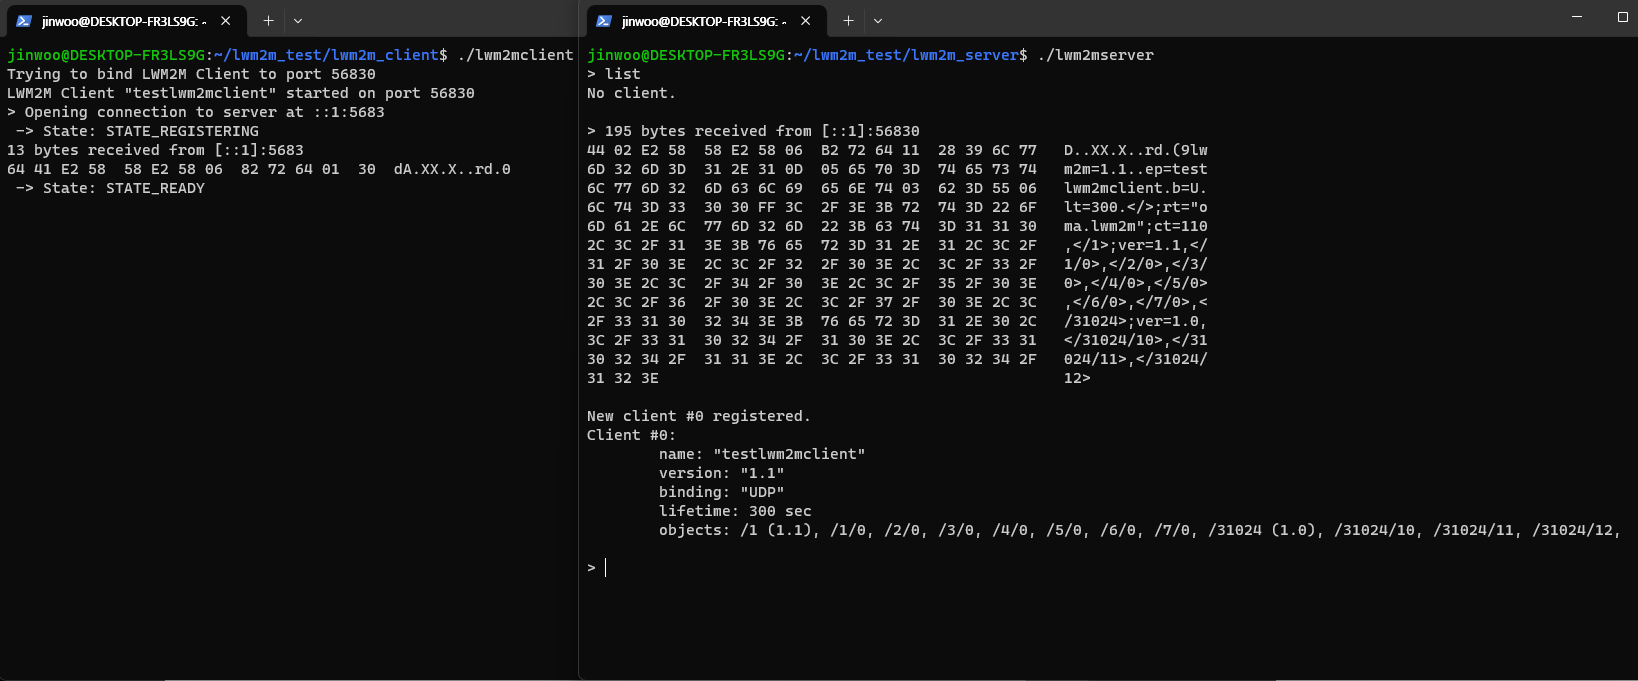 jinwoo@DESKTOP-FR3LS9G: ~
jinwoo@DESKTOP-FR3LS9G:~/lwm2m_test/lwm2m_client$ ./lwm2mclient
Trying to bind LWM2M Client to port 56830
LWM2M Client "testlwm2mclient" started on port 56830
> Opening connection to server at ::1:5683
 -> State: STATE_REGISTERING
13 bytes received from [::1]:5683
64 41 E2 58  58 E2 58 06  82 72 64 01  30  dA.XX.X..rd.0
 -> State: STATE_READY
jinwoo@DESKTOP-FR3LS9G: ~
jinwoo@DESKTOP-FR3LS9G:~/lwm2m_test/lwm2m_server$ ./lwm2mserver
> list
No client.
> 195 bytes received from [::1]:56830
44 02 E2 58  58 E2 58 06  B2 72 64 11  28 39 6C 77   D..XX.X..rd.(9lw
6D 32 6D 3D  31 2E 31 0D  05 65 70 3D  74 65 73 74   m2m=1.1..ep=test
6C 77 6D 32  6D 63 6C 69  65 6E 74 03  62 3D 55 06   lwm2mclient.b=U.
6C 74 3D 33  30 30 FF 3C  2F 3E 3B 72  74 3D 22 6F   lt=300.</>;rt="o
6D 61 2E 6C  77 6D 32 6D  22 3B 63 74  3D 31 31 30   ma.lwm2m";ct=110
2C 3C 2F 31  3E 3B 76 65  72 3D 31 2E  31 2C 3C 2F   ,</1>;ver=1.1,</
31 2F 30 3E  2C 3C 2F 32  2F 30 3E 2C  3C 2F 33 2F   1/0>,</2/0>,</3/
30 3E 2C 3C  2F 34 2F 30  3E 2C 3C 2F  35 2F 30 3E   0>,</4/0>,</5/0>
2C 3C 2F 36  2F 30 3E 2C  3C 2F 37 2F  30 3E 2C 3C   ,</6/0>,</7/0>,<
2F 33 31 30  32 34 3E 3B  76 65 72 3D  31 2E 30 2C   /31024>;ver=1.0,
3C 2F 33 31  30 32 34 2F  31 30 3E 2C  3C 2F 33 31   </31024/10>,</31
30 32 34 2F  31 31 3E 2C  3C 2F 33 31  30 32 34 2F   024/11>,</31024/
31 32 3E                                             12>
New client #0 registered.
Client #0:
        name: "testlwm2mclient"
        version: "1.1"
        binding: "UDP"
        lifetime: 300 sec
        objects: /1 (1.1), /1/0, /2/0, /3/0, /4/0, /5/0, /6/0, /7/0, /31024 (1.0), /31024/10, /31024/11, /31024/12,
>